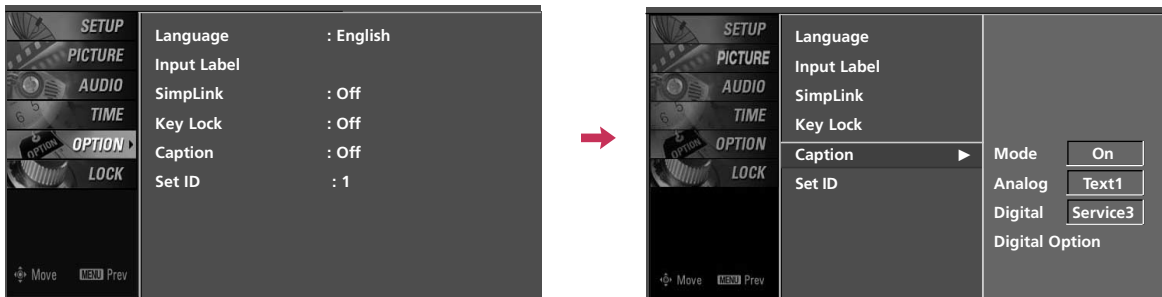 SETUP
PICTURE
AUDIO
TIME
OPTION
LOCK
Move MENU Prev
Language : English
Input Label
SimpLink : Off
Key Lock : Off
Caption : Off
Set ID : 1
SETUP
PICTURE
AUDIO
TIME
OPTION
LOCK
Move MENU Prev
Language
Input Label
SimpLink
Key Lock
Caption ►
Set ID
Mode On
Analog Text1
Digital Service3
Digital Option